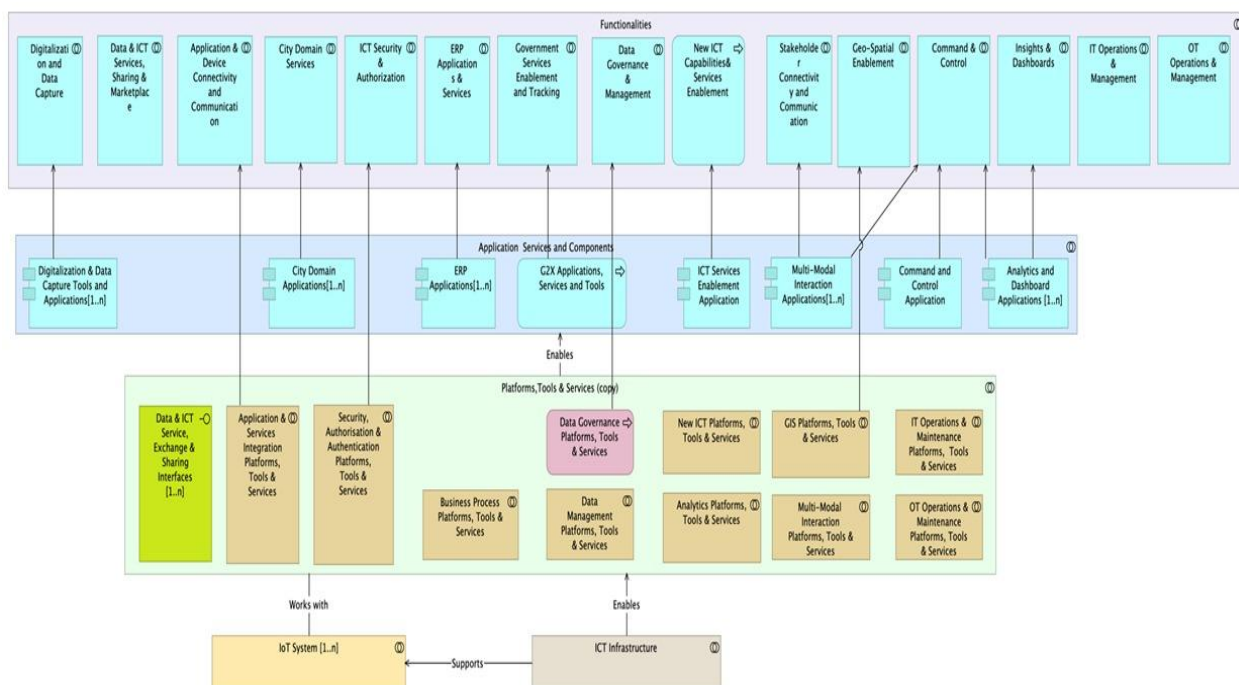 Functionalities
Digitalizati
on and
Data
Capture
Data & ICT
Services,
Sharing &
Marketplac
e
Application &
Device
Connectivity
and
Communicati
on
City Domain
Services
ICT Security
&
Authorization
ERP
Application
s &
Services
Government
Services
Enablement
and Tracking
Data
Governance
&
Management
New ICT
Capabilities&
Services
Enablement
Stakeholde
r
Connectivit
y and
Communic
ation
Geo-Spatial
Enablement
Command &
Control
Insights &
Dashboards
IT Operations
&
Management
OT
Operations &
Management
Application Services and Components
Digitalization & Data
Capture Tools and
Applications[1..n]
City Domain
Applications[1..n]
ERP
Applications[1..n]
G2X Applications,
Services and Tools
ICT Services
Enablement
Application
Multi-Modal
Interaction
Applications[1..n]
Command and
Control
Application
Analytics and
Dashboard
Applications [1..n]
Enables
Platforms,Tools & Services (copy)
Data & ICT
Service,
Exchange &
Sharing
Interfaces
[1..n]
Application &
Services
Integration
Platforms,
Tools &
Services
Security,
Authorisation &
Authentication
Platforms,
Tools &
Services
Data Governance
Platforms, Tools
& Services
New ICT Platforms,
Tools & Services
GIS Platforms, Tools
& Services
IT Operations &
Maintenance
Platforms, Tools
& Services
Business Process
Platforms, Tools &
Services
Data
Management
Platforms, Tools
& Services
Analytics Platforms,
Tools & Services
Multi-Modal
Interaction
Platforms, Tools &
Services
OT Operations &
Maintenance
Platforms, Tools
& Services
Works with
Enables
IoT System [1..n]
Supports
ICT Infrastructure